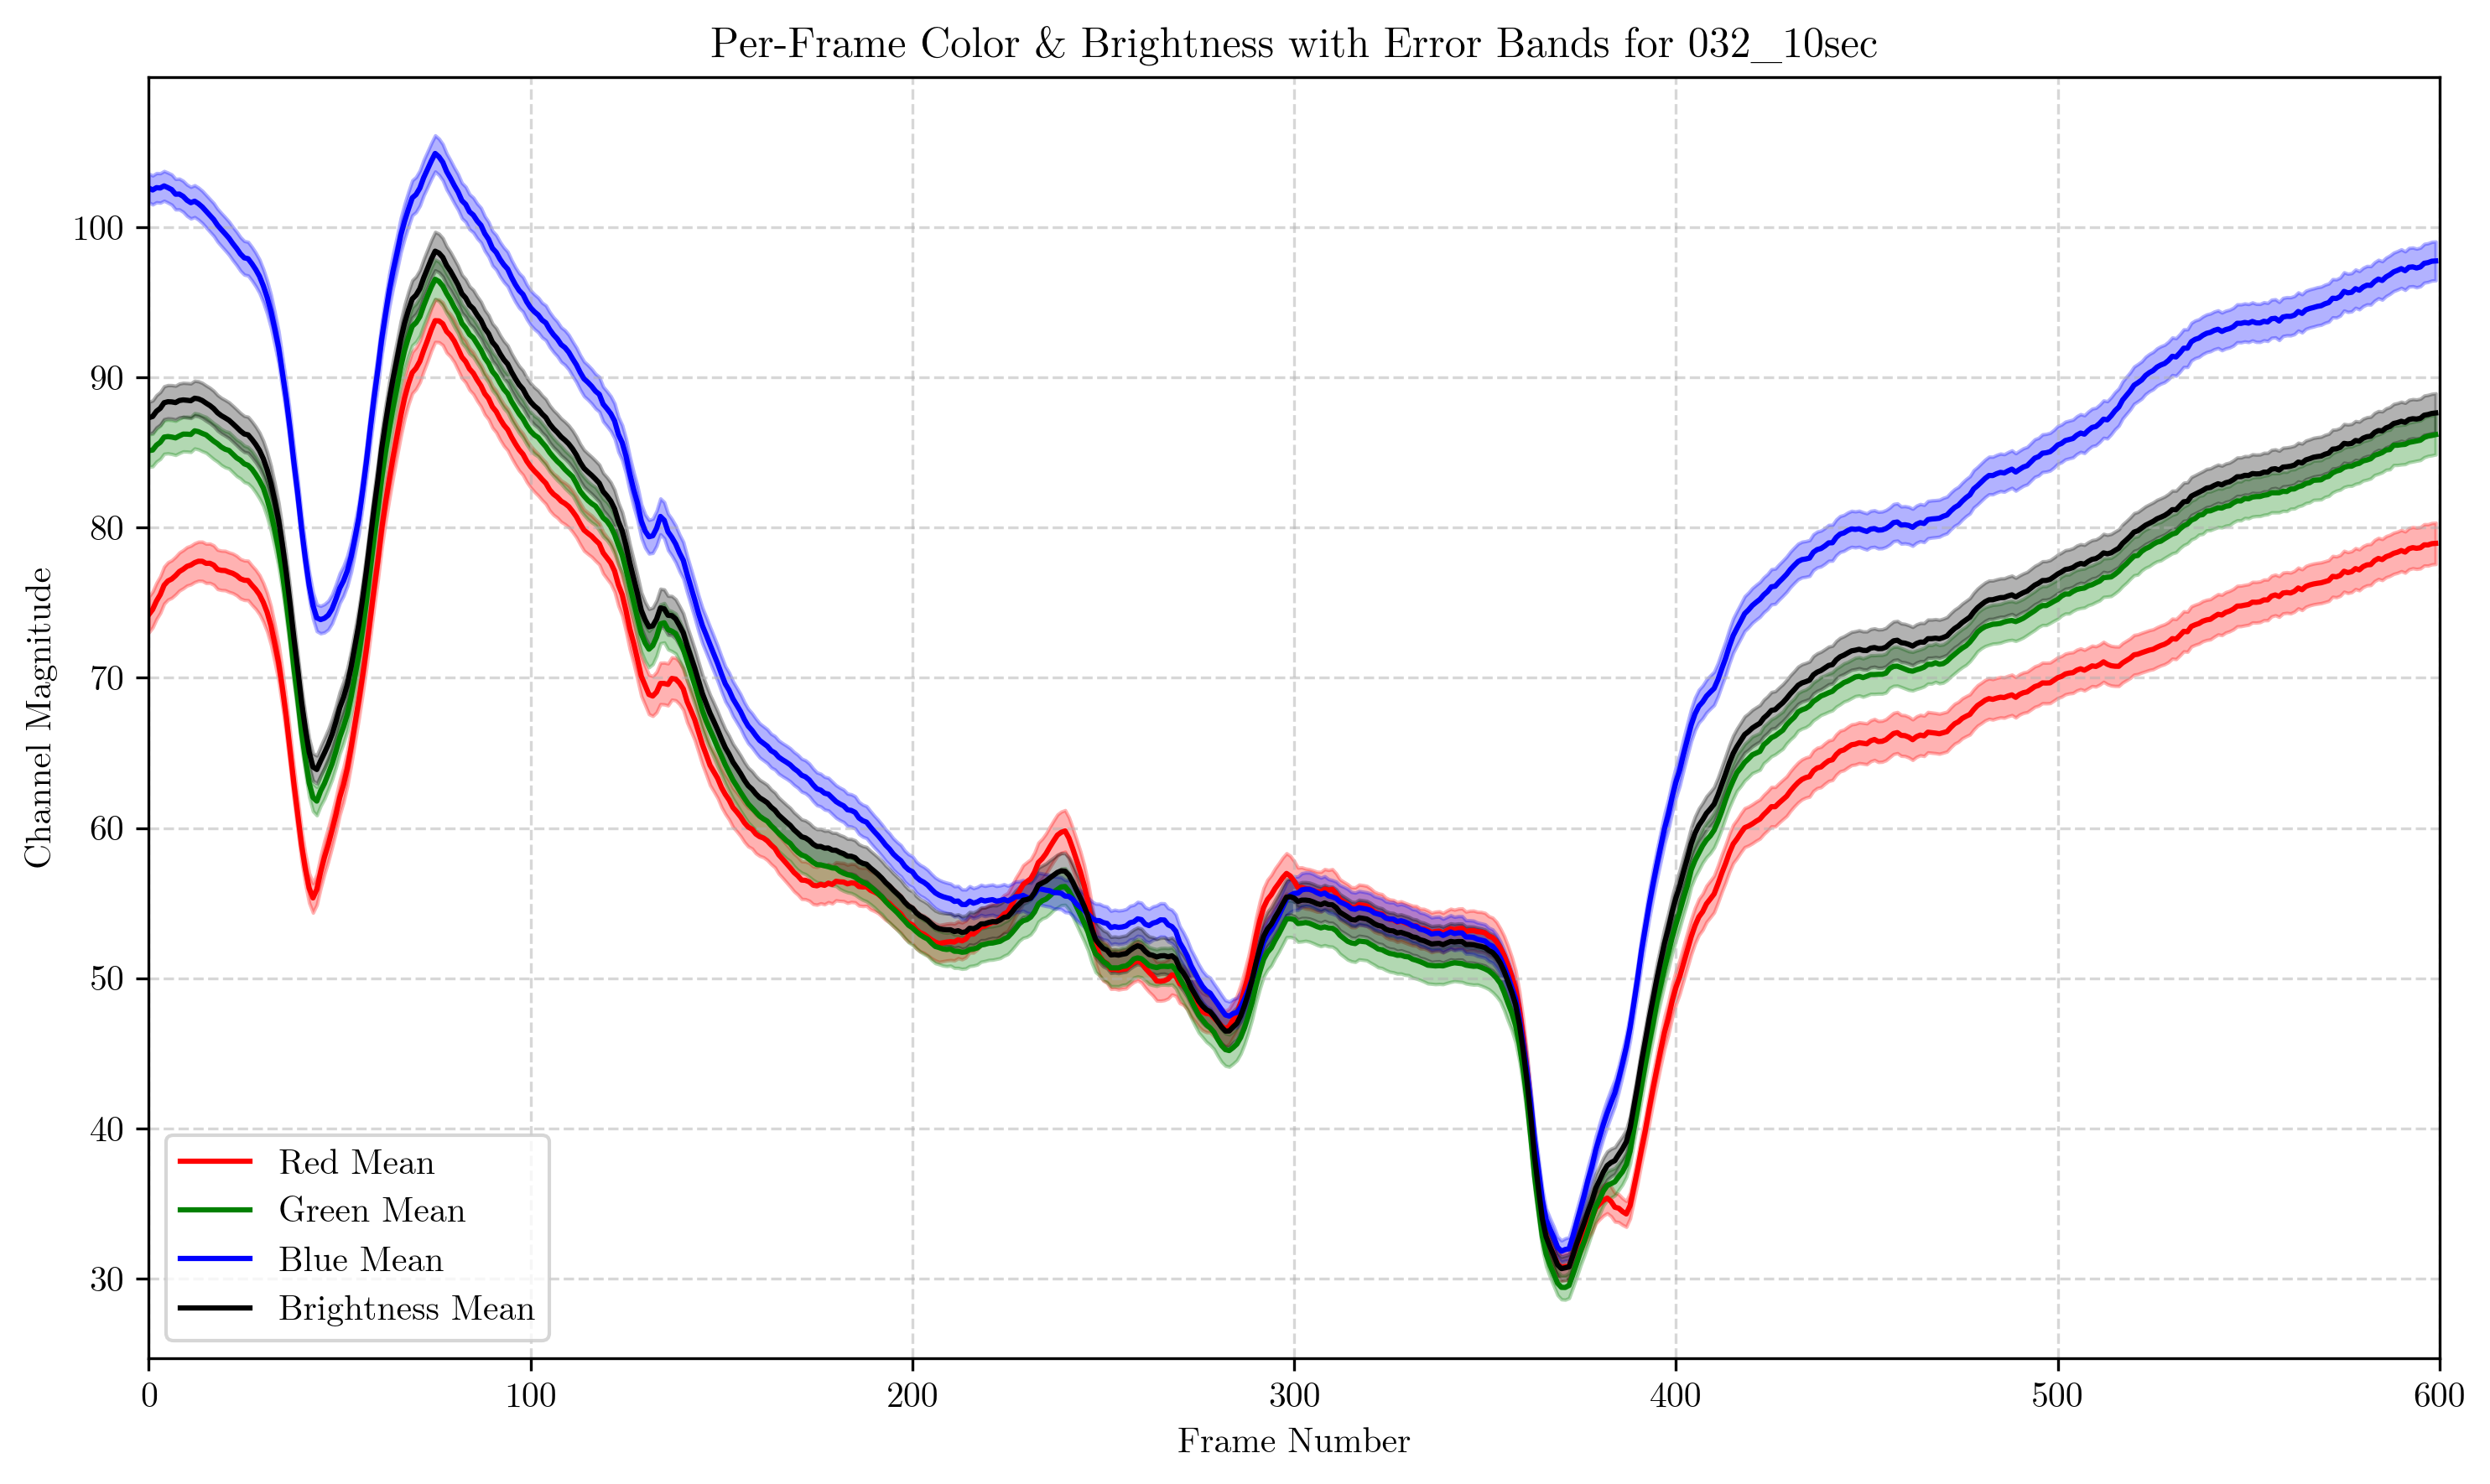 Per-Frame Color & Brightness with Error Bands for 032_10sec
Channel Magnitude
100
90
80
70
60
50
40
30
Red Mean
Green Mean
Blue Mean
Brightness Mean
0 100 200 300 400 500 600
Frame Number